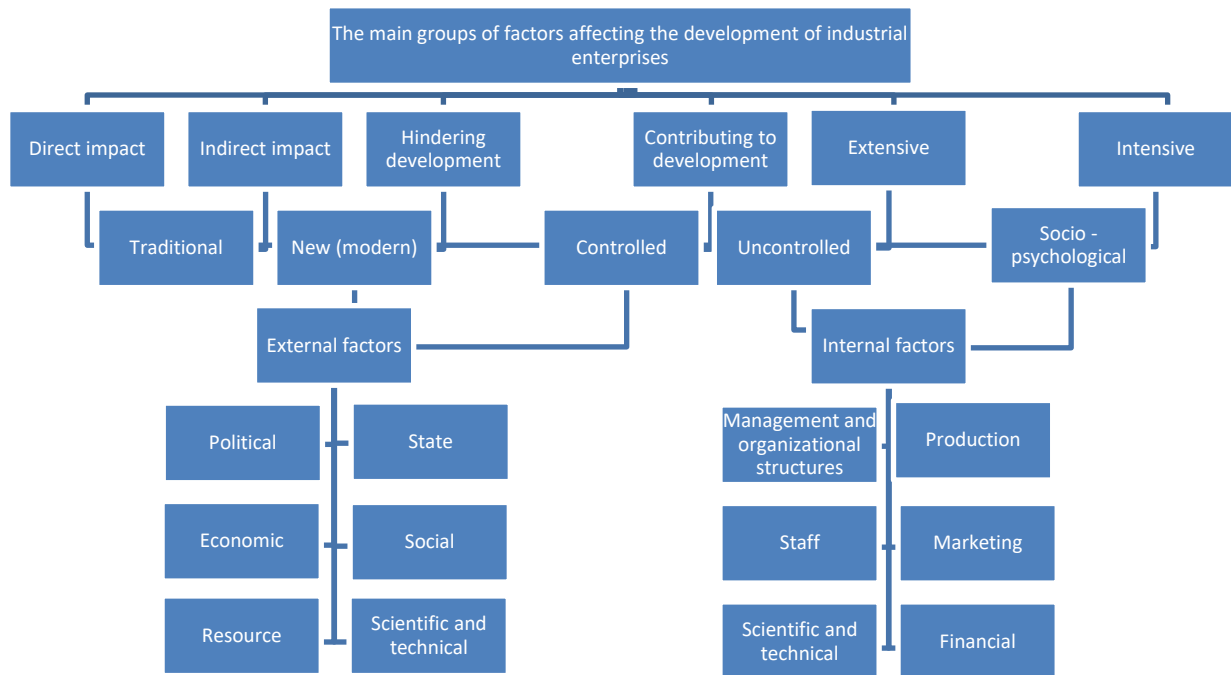 The main groups of factors affecting the development of industrial
enterprises
Direct impact
Indirect impact
Hindering
development
Contributing to
development
Extensive
Intensive
Traditional
New (modern)
Controlled
Uncontrolled
Socio -
psychological
External factors
Internal factors
Political
State
Management and
organizational
structures
Production
Economic
Social
Staff
Marketing
Resource
Scientific and
technical
Scientific and
technical
Financial